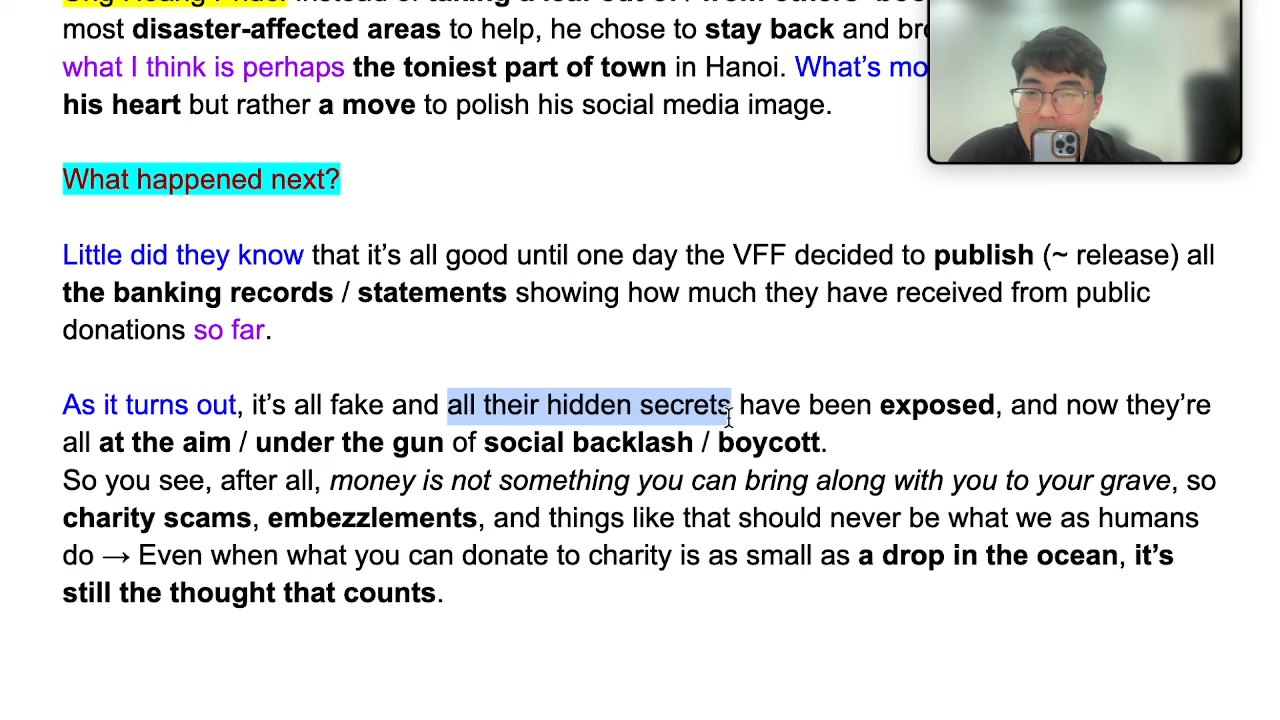 most disaster-affected areas to help, he chose to stay back and
what I think is perhaps the toniest part of town in Hanoi. What's
his heart but rather a move to polish his social media image.
What happened next?
Little did they know that it's all good until one day the VFF decided to publish (~ release) all
the banking records / statements showing how much they have received from public
donations so far.
As it turns out, it's all fake and all their hidden secrets have been exposed, and now they're
all at the aim / under the gun of social backlash / boycott.
So you see, after all, money is not something you can bring along with you to your grave, so
charity scams, embezzlements, and things like that should never be what we as humans
do → Even when what you can donate to charity is as small as a drop in the ocean, it's
still the thought that counts.